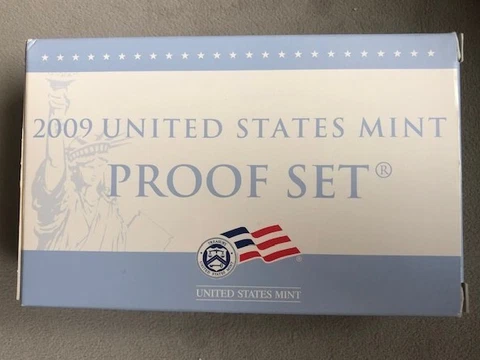 2009 UNITED STATES MINT
PROOF SET®
UNITED STATES MINT